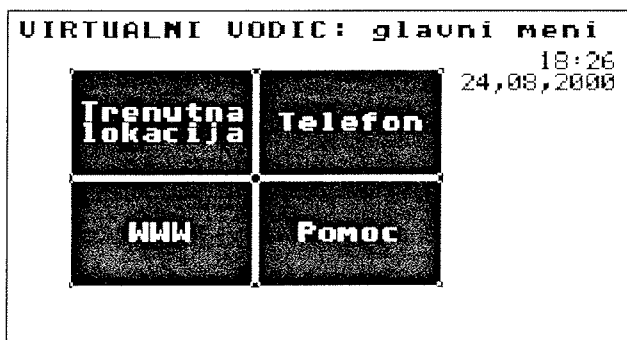 VIRTUALNI VODIC: glavni meni
18:26
24,08,2000
Trenutna
lokacija
Telefon
WWW
Pomoc